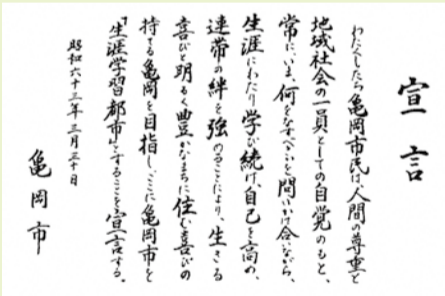 宣言
わたくしたち亀岡市民は、人間の尊重と
地域社会の一員としての自覚のもと、
常にいま、何をなすべきかを問いかけ合いながら、
生涯にわたり学び続け、自己を高め、
連帯の絆を強めることにより、生きる
喜びと明るく豊かなまちに住む喜びの
持てる亀岡を目指し、ここに亀岡市を
「生涯学習都市」とすることを宣言する。
昭和六十三年三月三十日
亀岡市